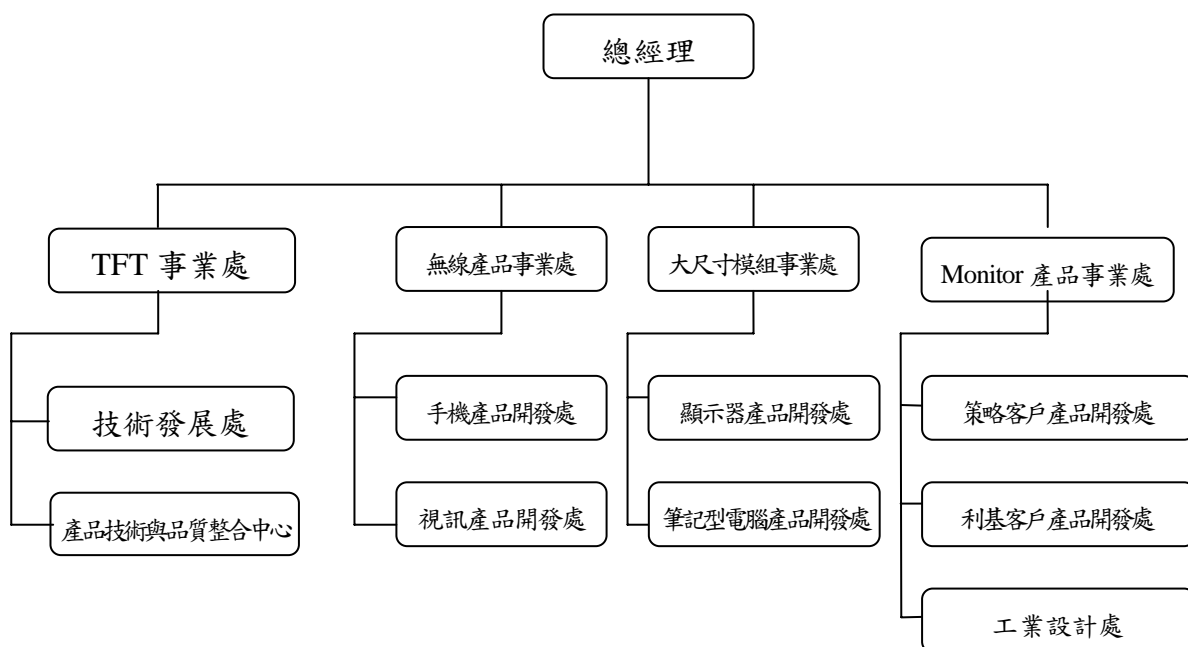 總經理
TFT 事業處
無線產品事業處
大尺寸模組事業處
Monitor 產品事業處
技術發展處
手機產品開發處
顯示器產品開發處
策略客戶產品開發處
產品技術與品質整合中心
視訊產品開發處
筆記型電腦產品開發處
利基客戶產品開發處
工業設計處